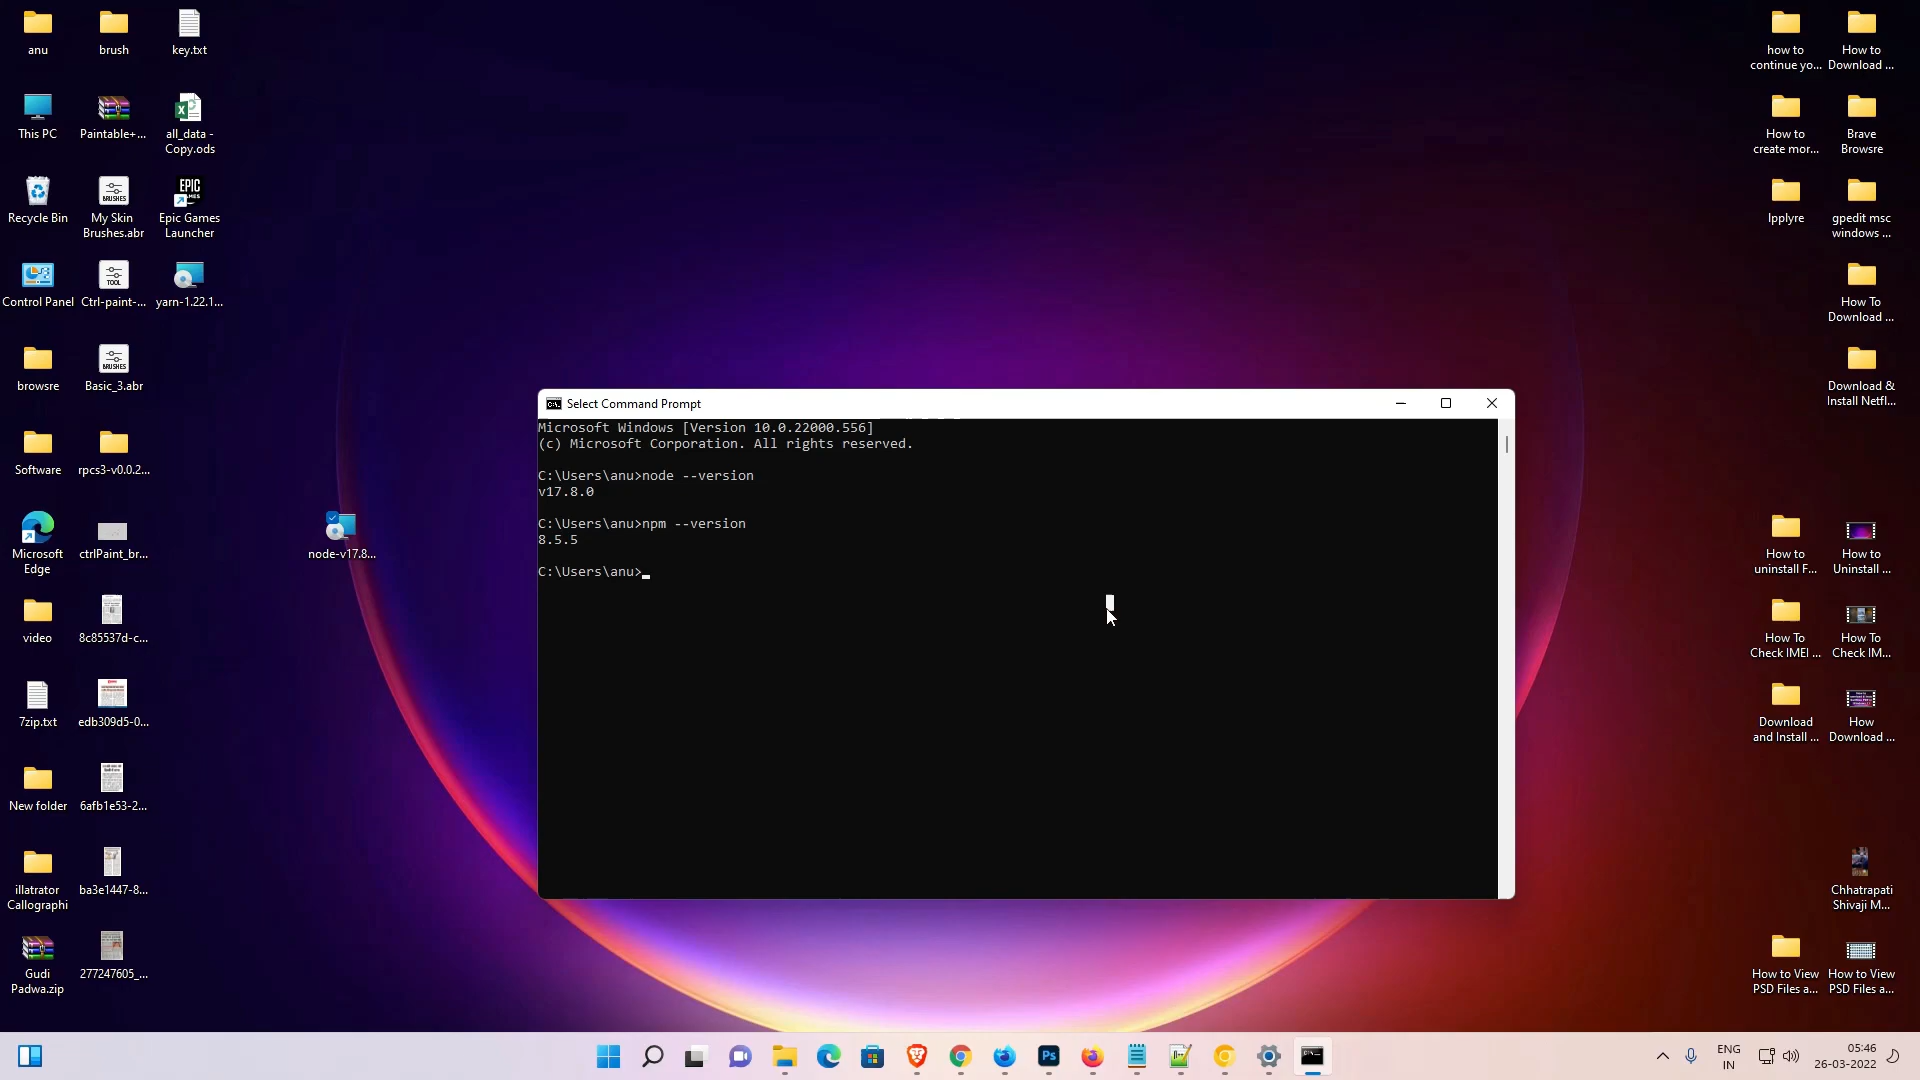 anu
brush
key.txt
This PC
Paintable+...
all_data -
Copy.ods
Recycle Bin
My Skin
Brushes.abr
Epic Games
Launcher
Control Panel
Ctrl-paint-...
yarn-1.22.1...
browsre
Basic_3.abr
Software
rpcs3-v0.0.2...
Microsoft
Edge
ctrlPaint_br...
node-v17.8...
video
8c85537d-c...
7zip.txt
edb309d5-0...
New folder
6afb1e53-2...
illatrator
Callographi
ba3e1447-8...
Gudi
Padwa.zip
277247605_...
Select Command Prompt
Microsoft Windows [Version 10.0.22000.556]
(c) Microsoft Corporation. All rights reserved.
C:\Users\anu>node --version
v17.8.0
C:\Users\anu>npm --version
8.5.5
C:\Users\anu>
how to
continue yo...
How to
Download ...
How to
create mor...
Brave
Browsre
Ipplyre
gpedit msc
windows ...
How To
Download ...
Download &
Install Netfl...
How to
uninstall F...
How to
Uninstall ...
How To
Check IMEI ...
How To
Check IM...
Download
and Install ...
How
Download ...
Chhatrapati
Shivaji M...
How to View
PSD Files a...
How to View
PSD Files a...
ENG
IN
05:46
26-03-2022